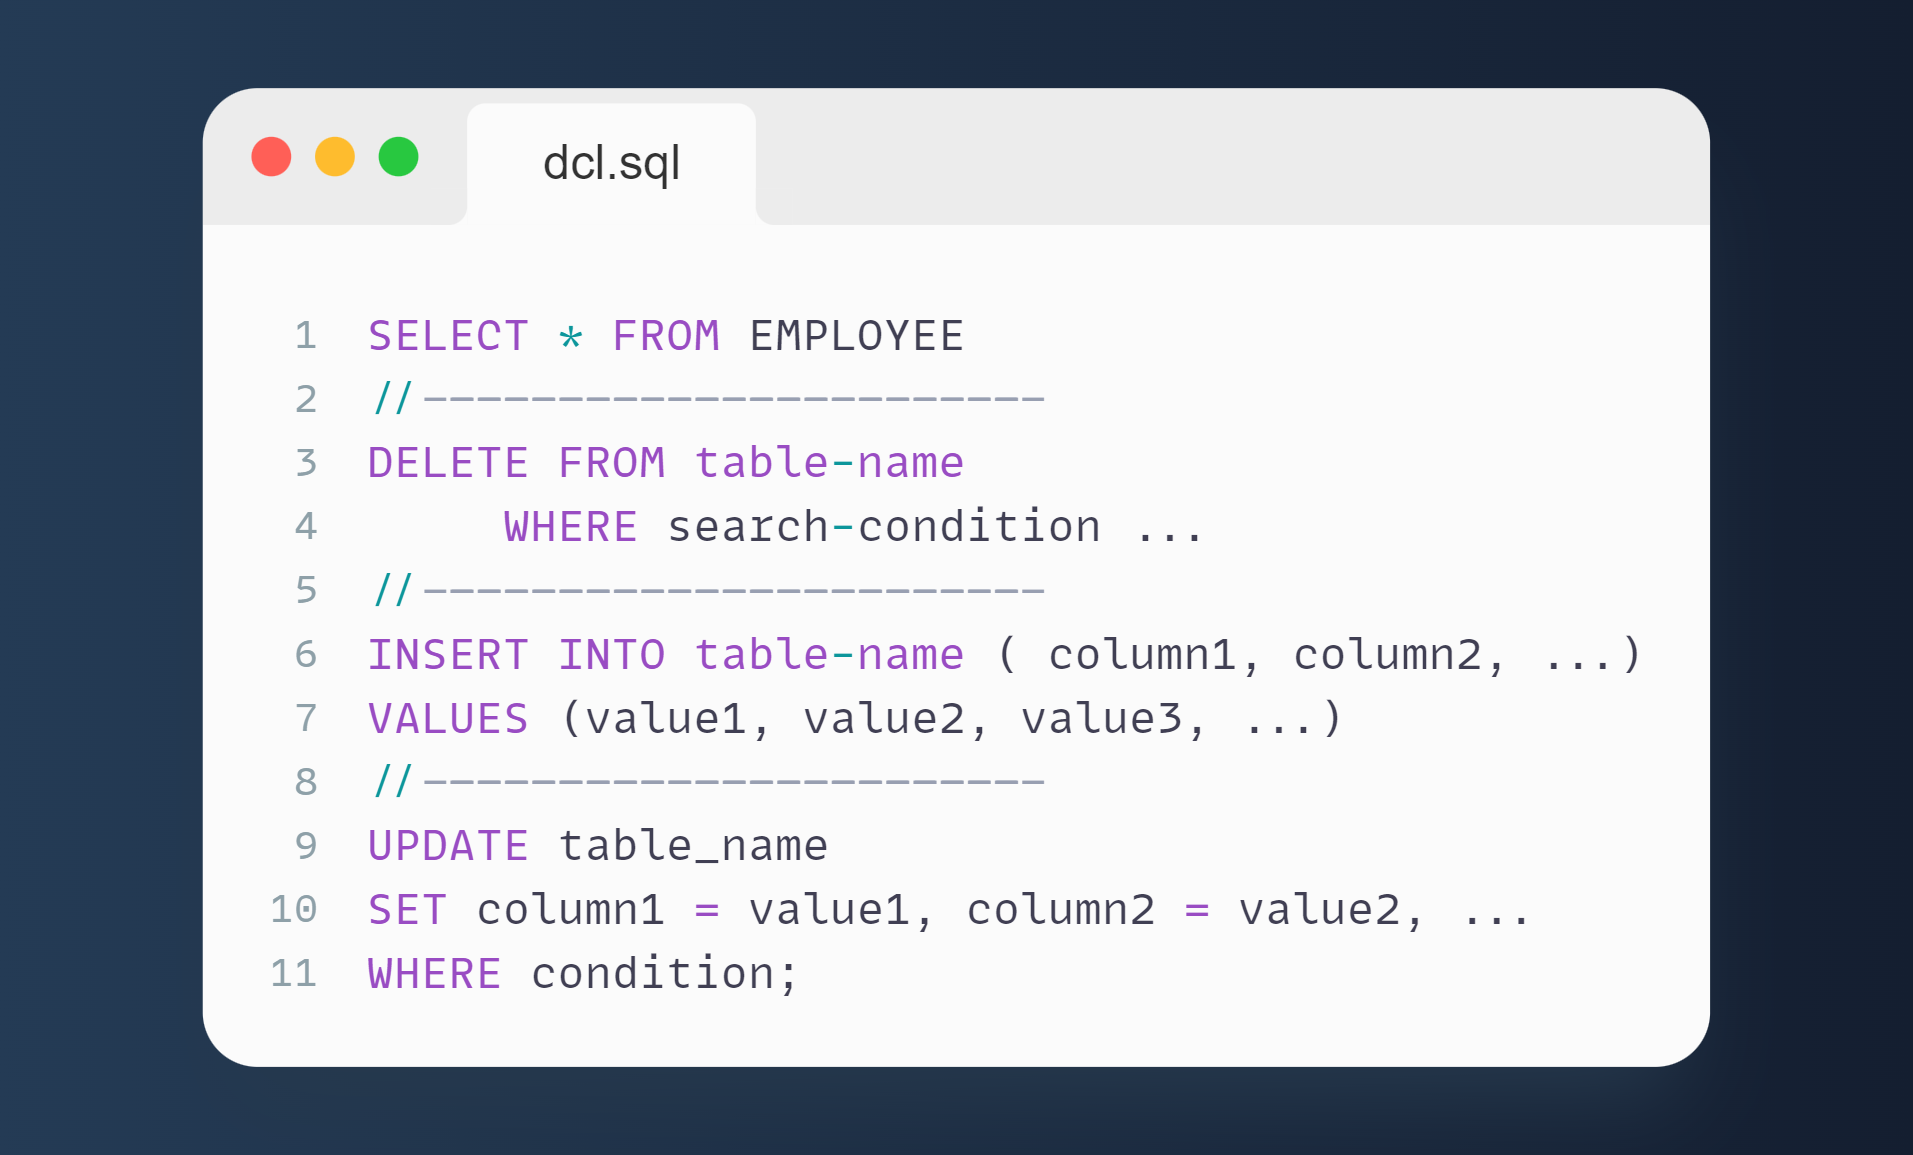 dcl.sql
1 SELECT * FROM EMPLOYEE
2 //-----------------------
3 DELETE FROM table-name
4      WHERE search-condition ...
5 //-----------------------
6 INSERT INTO table-name ( column1, column2, ...)
7 VALUES (value1, value2, value3, ...)
8 //-----------------------
9 UPDATE table_name
10 SET column1 = value1, column2 = value2, ...
11 WHERE condition;